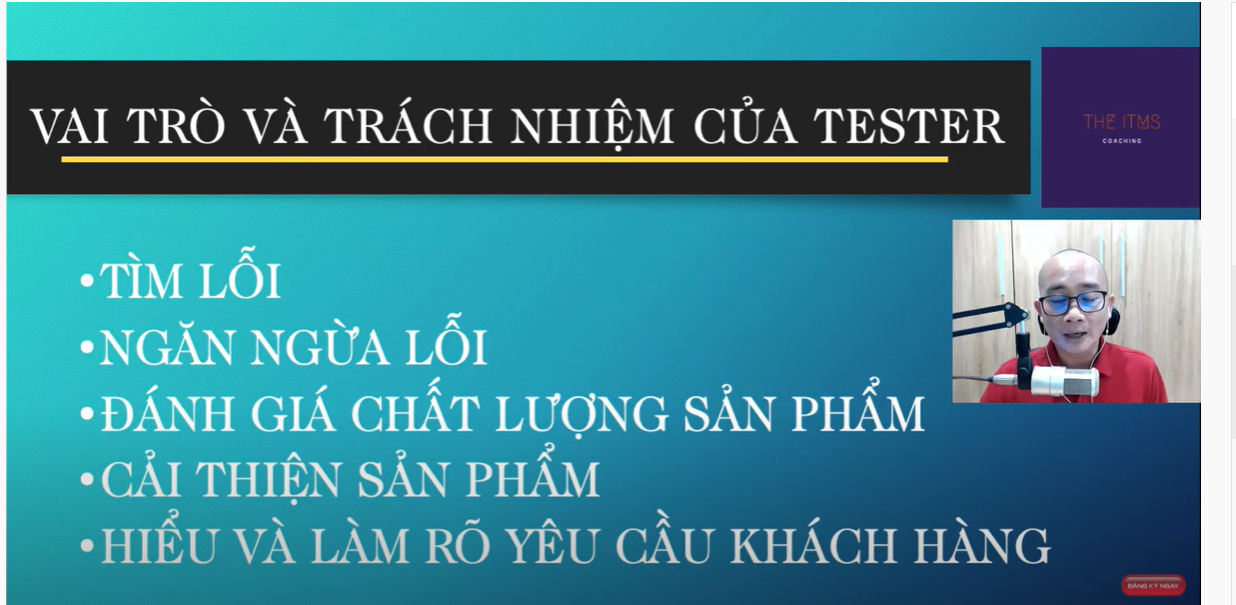 VAI TRÒ VÀ TRÁCH NHIỆM CỦA TESTER
THE ITMS
COACHING
•TÌM LỖI
•NGĂN NGỪA LỖI
•ĐÁNH GIÁ CHẤT LƯỢNG SẢN PHẨM
•CẢI THIỆN SẢN PHẨM
•HIỂU VÀ LÀM RÕ YÊU CẦU KHÁCH HÀNG
ĐĂNG KÝ NGAY